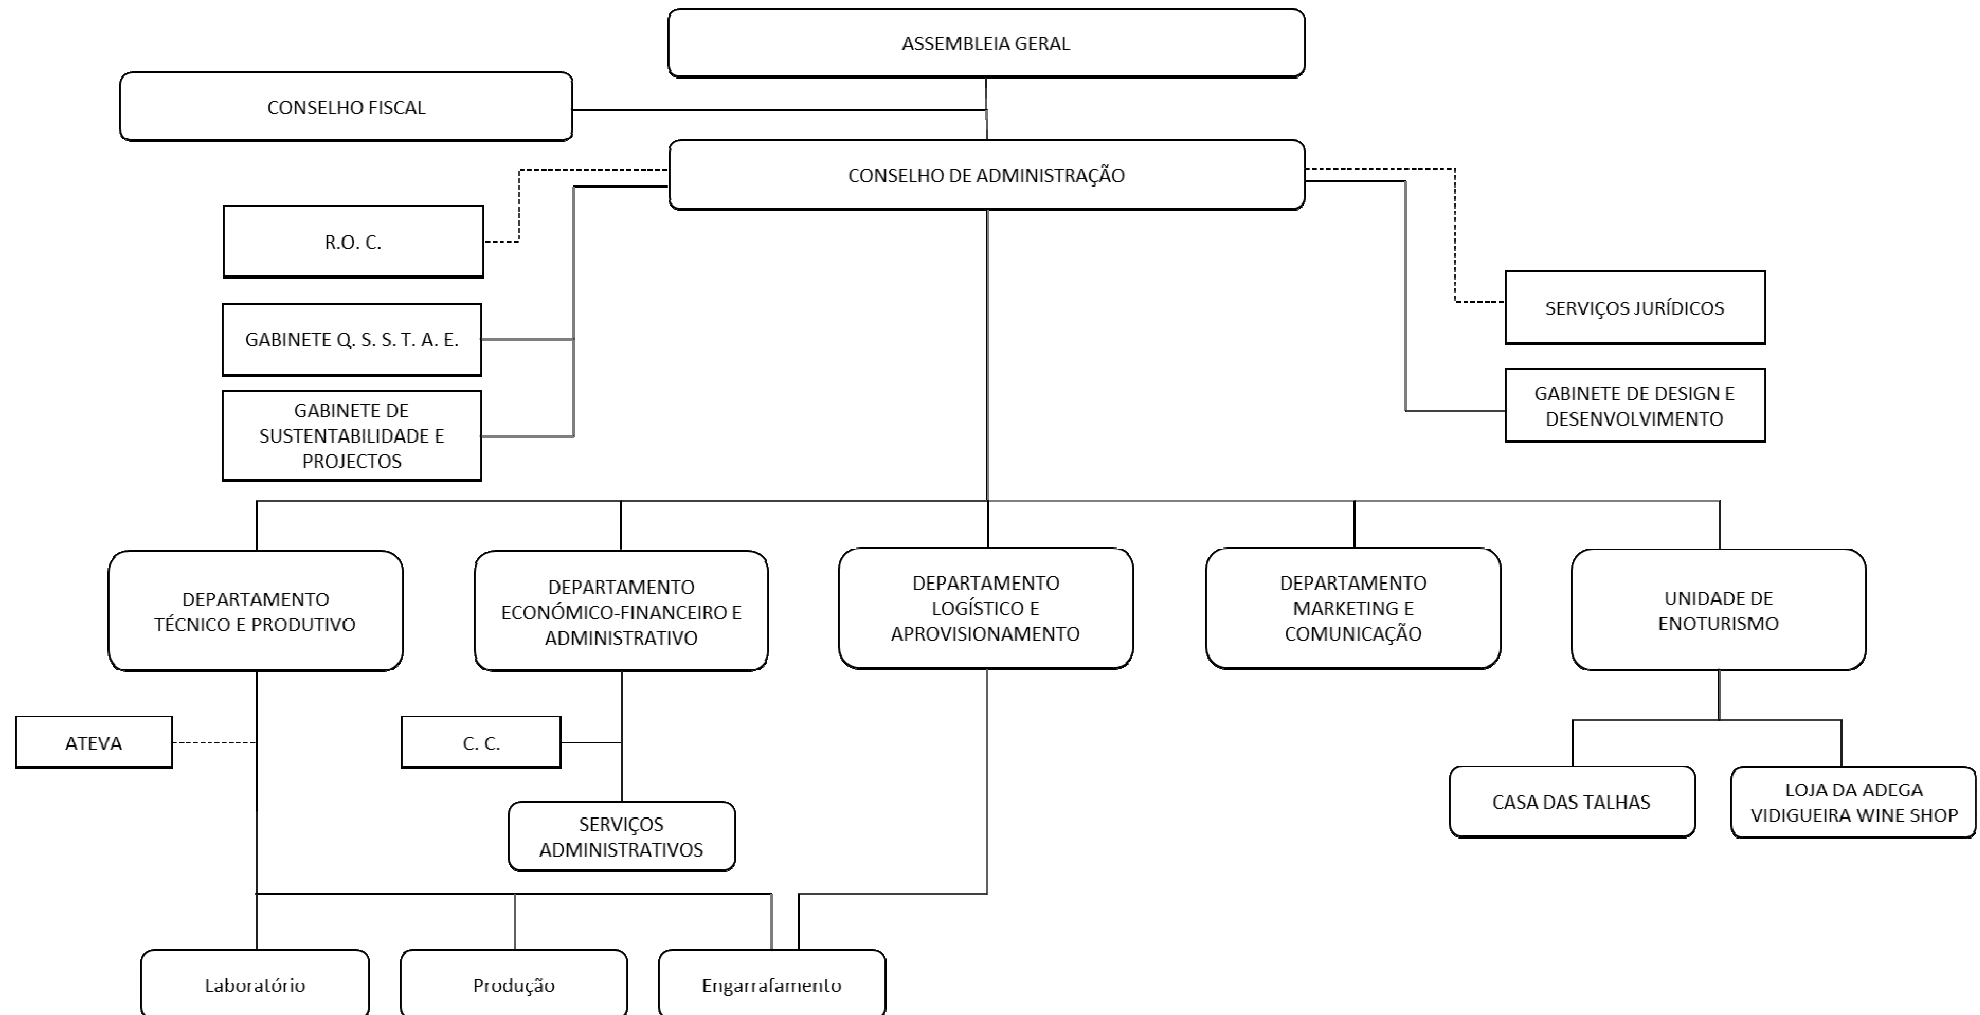 ASSEMBLEIA GERAL
CONSELHO FISCAL
CONSELHO DE ADMINISTRAÇÃO
R.O. C.
GABINETE Q. S. S. T. A. E.
GABINETE DE
SUSTENTABILIDADE E
PROJECTOS
SERVIÇOS JURÍDICOS
GABINETE DE DESIGN E
DESENVOLVIMENTO
DEPARTAMENTO
TÉCNICO E PRODUTIVO
DEPARTAMENTO
ECONÓMICO-FINANCEIRO E
ADMINISTRATIVO
DEPARTAMENTO
LOGÍSTICO E
APROVISIONAMENTO
DEPARTAMENTO
MARKETING E
COMUNICAÇÃO
UNIDADE DE
ENOTURISMO
ATEVA
C. C.
SERVIÇOS
ADMINISTRATIVOS
CASA DAS TALHAS
LOJA DA ADEGA
VIDIGUEIRA WINE SHOP
Laboratório
Produção
Engarrafamento